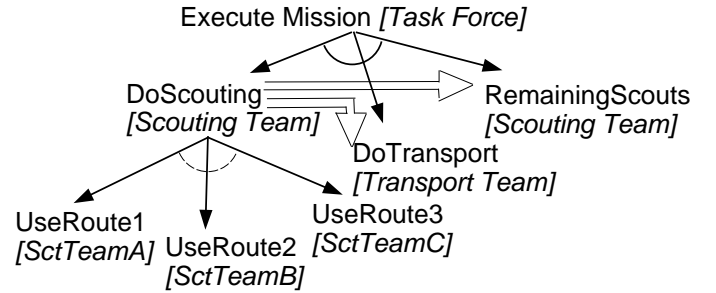 Execute Mission [Task Force]
DoScouting
[Scouting Team]
RemainingScouts
[Scouting Team]
DoTransport
[Transport Team]
UseRoute1
[SctTeamA]
UseRoute2
[SctTeamB]
UseRoute3
[SctTeamC]